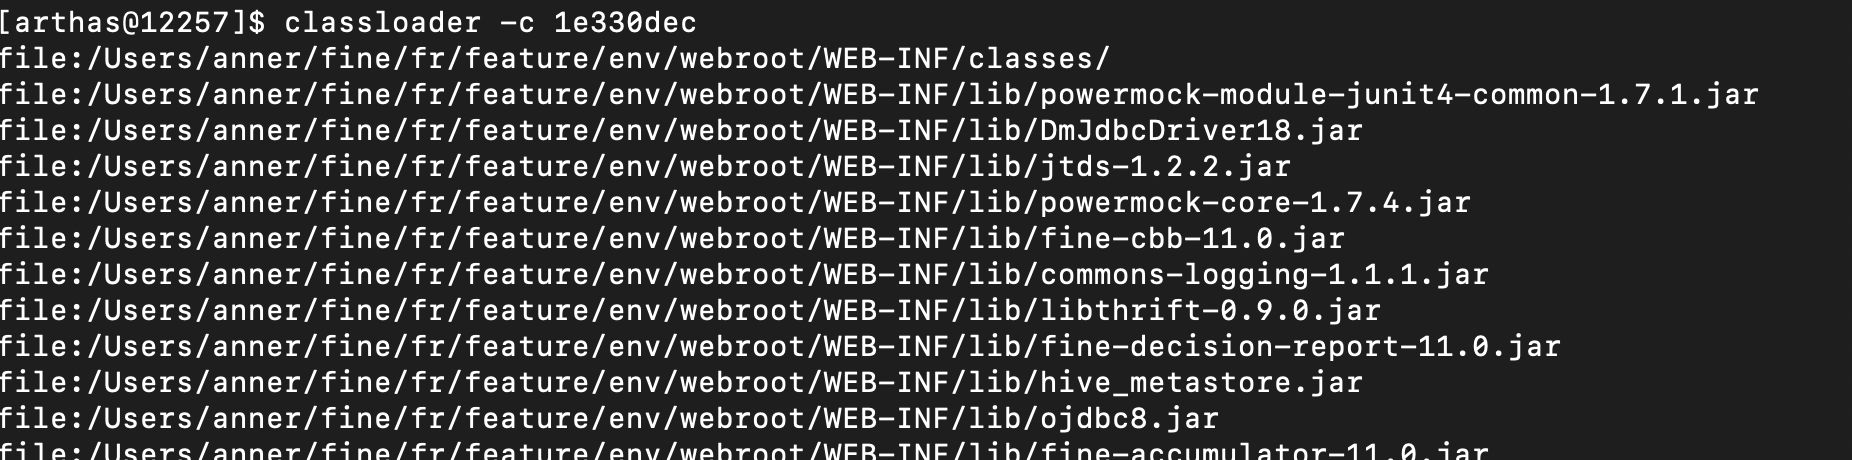 [arthas@12257]$ classloader -c 1e330dec
file:/Users/anner/fine/fr/feature/env/webroot/WEB-INF/classes/
file:/Users/anner/fine/fr/feature/env/webroot/WEB-INF/lib/powermock-module-junit4-common-1.7.1.jar
file:/Users/anner/fine/fr/feature/env/webroot/WEB-INF/lib/DmJdbcDriver18.jar
file:/Users/anner/fine/fr/feature/env/webroot/WEB-INF/lib/jtds-1.2.2.jar
file:/Users/anner/fine/fr/feature/env/webroot/WEB-INF/lib/powermock-core-1.7.4.jar
file:/Users/anner/fine/fr/feature/env/webroot/WEB-INF/lib/fine-cbb-11.0.jar
file:/Users/anner/fine/fr/feature/env/webroot/WEB-INF/lib/commons-logging-1.1.1.jar
file:/Users/anner/fine/fr/feature/env/webroot/WEB-INF/lib/libthrift-0.9.0.jar
file:/Users/anner/fine/fr/feature/env/webroot/WEB-INF/lib/fine-decision-report-11.0.jar
file:/Users/anner/fine/fr/feature/env/webroot/WEB-INF/lib/hive_metastore.jar
file:/Users/anner/fine/fr/feature/env/webroot/WEB-INF/lib/ojdbc8.jar
file:/Users/anner/fine/fr/feature/env/webroot/WEB-INF/lib/fine-accumulator-11.0.jar